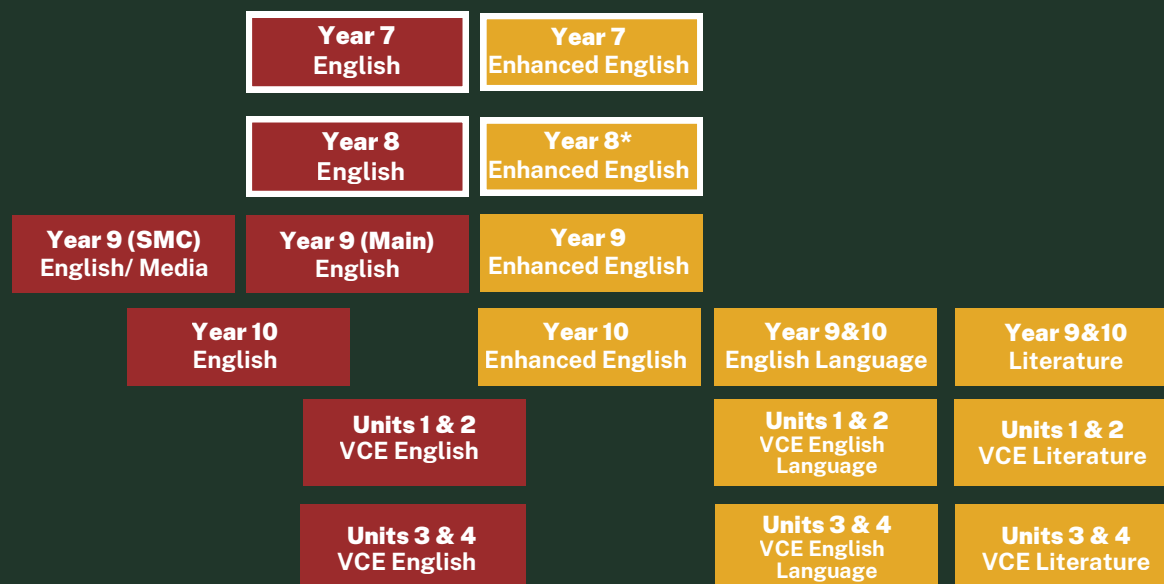 Year 7
English
Year 7
Enhanced English
Year 8
English
Year 8*
Enhanced English
Year 9 (SMC)
English/ Media
Year 9 (Main)
English
Year 9
Enhanced English
Year 10
English
Year 10
Enhanced English
Year 9&10
English Language
Year 9&10
Literature
Units 1 & 2
VCE English
Units 1 & 2
VCE English
Language
Units 1 & 2
VCE Literature
Units 3 & 4
VCE English
Units 3 & 4
VCE English
Language
Units 3 & 4
VCE Literature